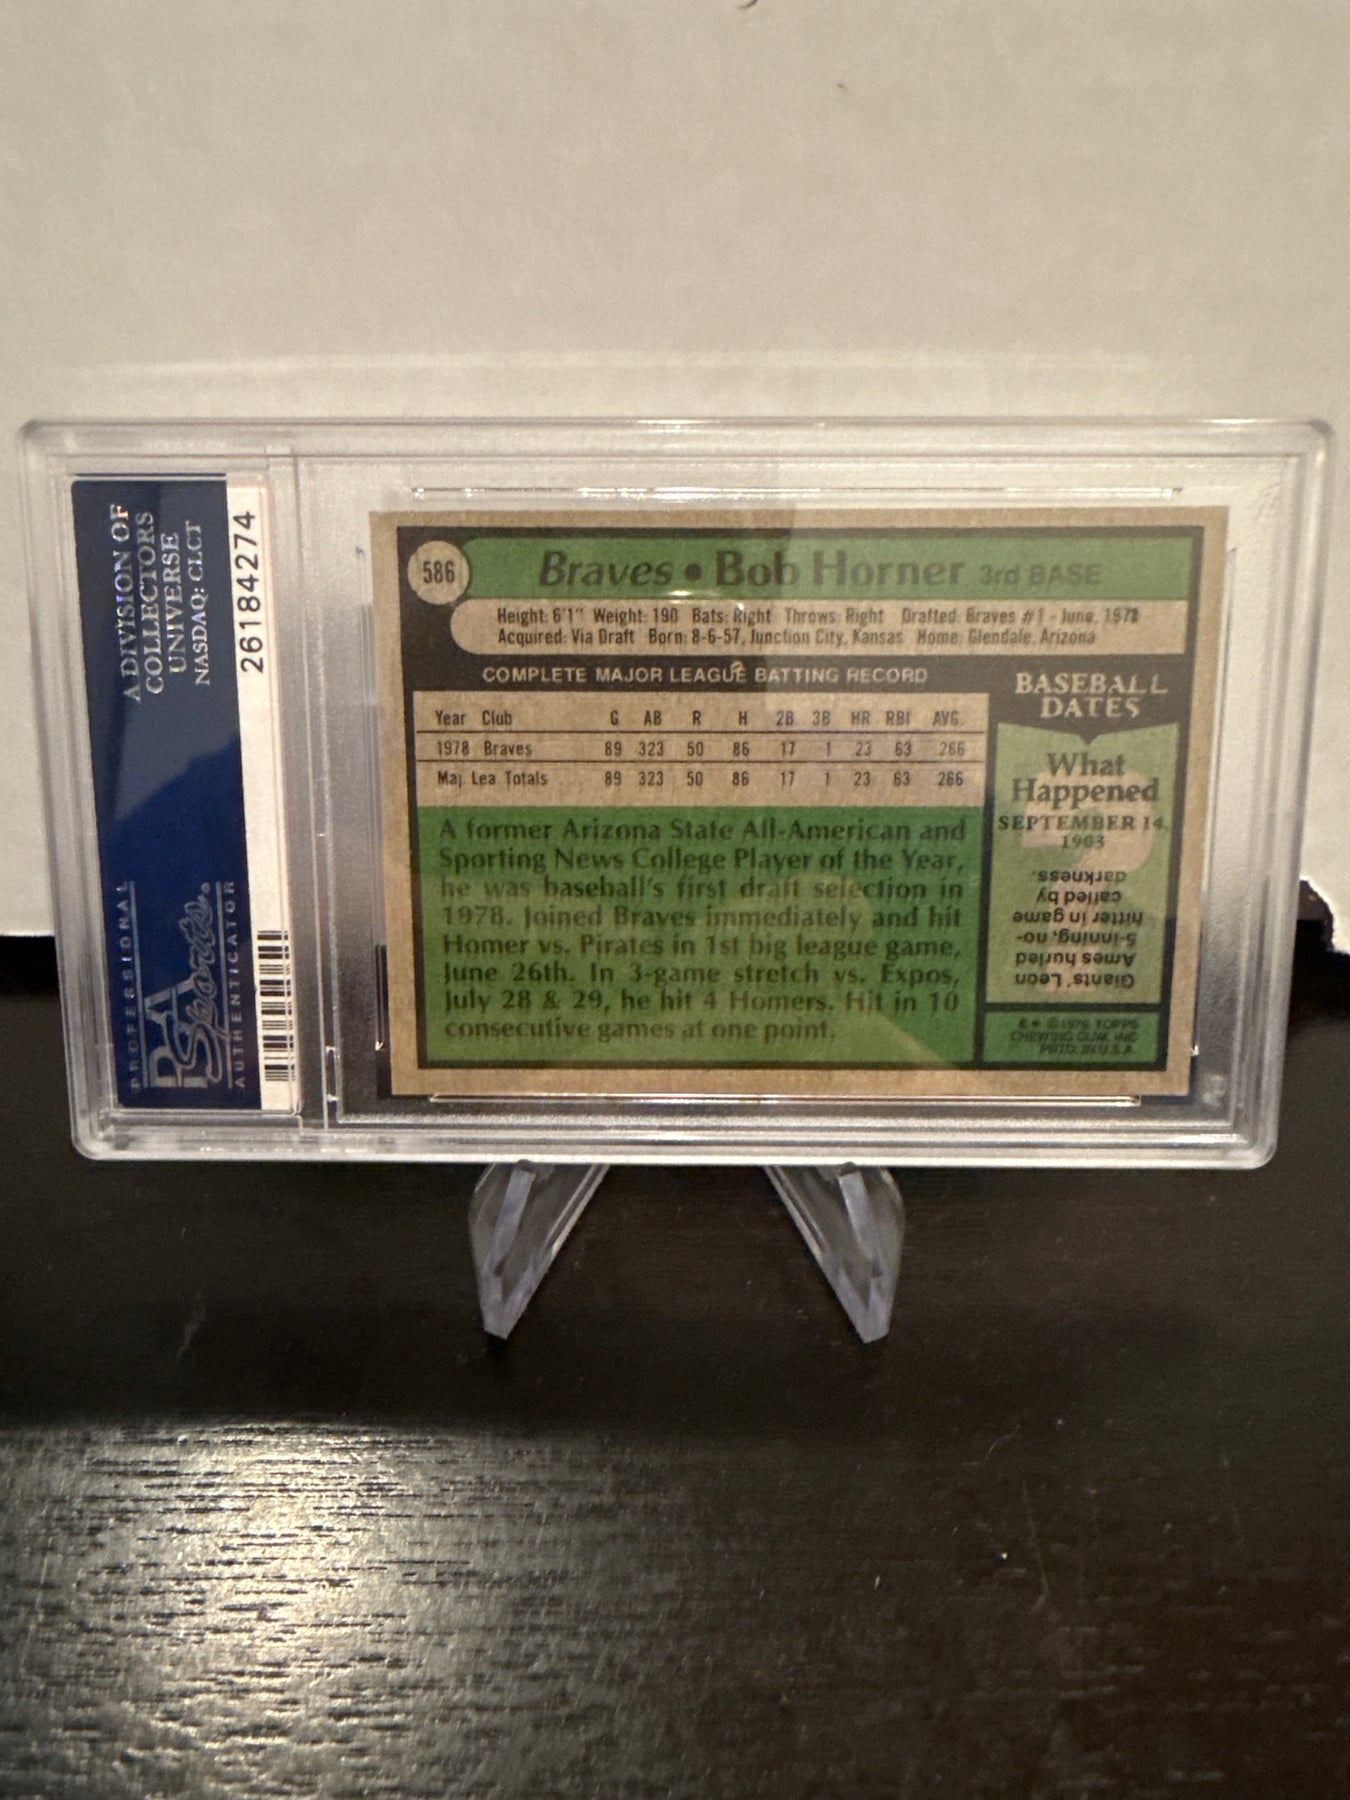 A DIVISION OF
COLLECTORS
UNIVERSE
NASDAQ: CLCT
PSA
Sports
PROFESSIONAL
AUTHENTICATOR
26184274
586
Braves • Bob Horner 3rd BASE
Height: 6'1" Weight: 190 Bats: Right Throws: Right Drafted: Braves #1 - June, 1978
Acquired: Via Draft Born: 8-6-57, Junction City, Kansas Home: Glendale, Arizona
COMPLETE MAJOR LEAGUE BATTING RECORD
Year Club G AB R H 2B 3B HR RBI AVG.
1978 Braves 89 323 50 86 17 1 23 63 .266
Maj. Lea. Totals 89 323 50 86 17 1 23 63 .266
A former Arizona State All-American and
Sporting News College Player of the Year,
he was baseball's first draft selection in
1978. Joined Braves immediately and hit
Homer vs. Pirates in 1st big league game,
June 26th. In 3-game stretch vs. Expos,
July 28 & 29, he hit 4 Homers. Hit in 10
consecutive games at one point.
BASEBALL
DATES
What
Happened
SEPTEMBER 14,
1903
Giants' Leon
Ames hurled
5-inning, no-
hitter in game
called by
darkness.
© 1979 TOPPS
CHEWING GUM, INC.
PRTD. IN U.S.A.